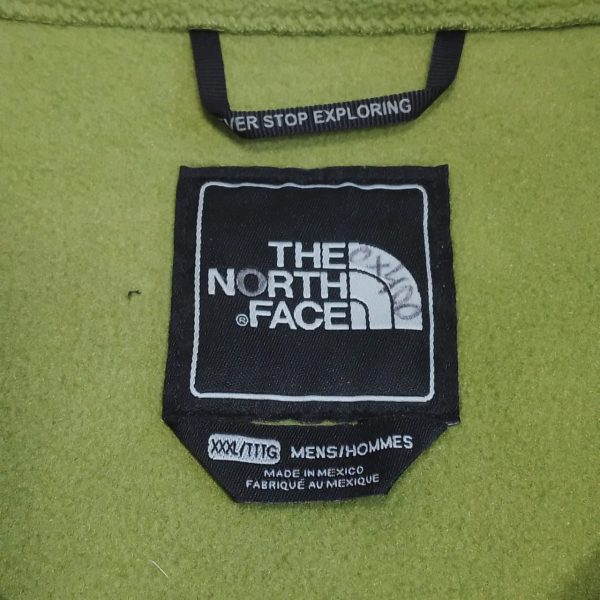 VER STOP EXPLORING
THE
NORTH
®FACE
XXXL/TTTG MENS/HOMMES
MADE IN MEXICO
FABRIQUÉ AU MEXIQUE